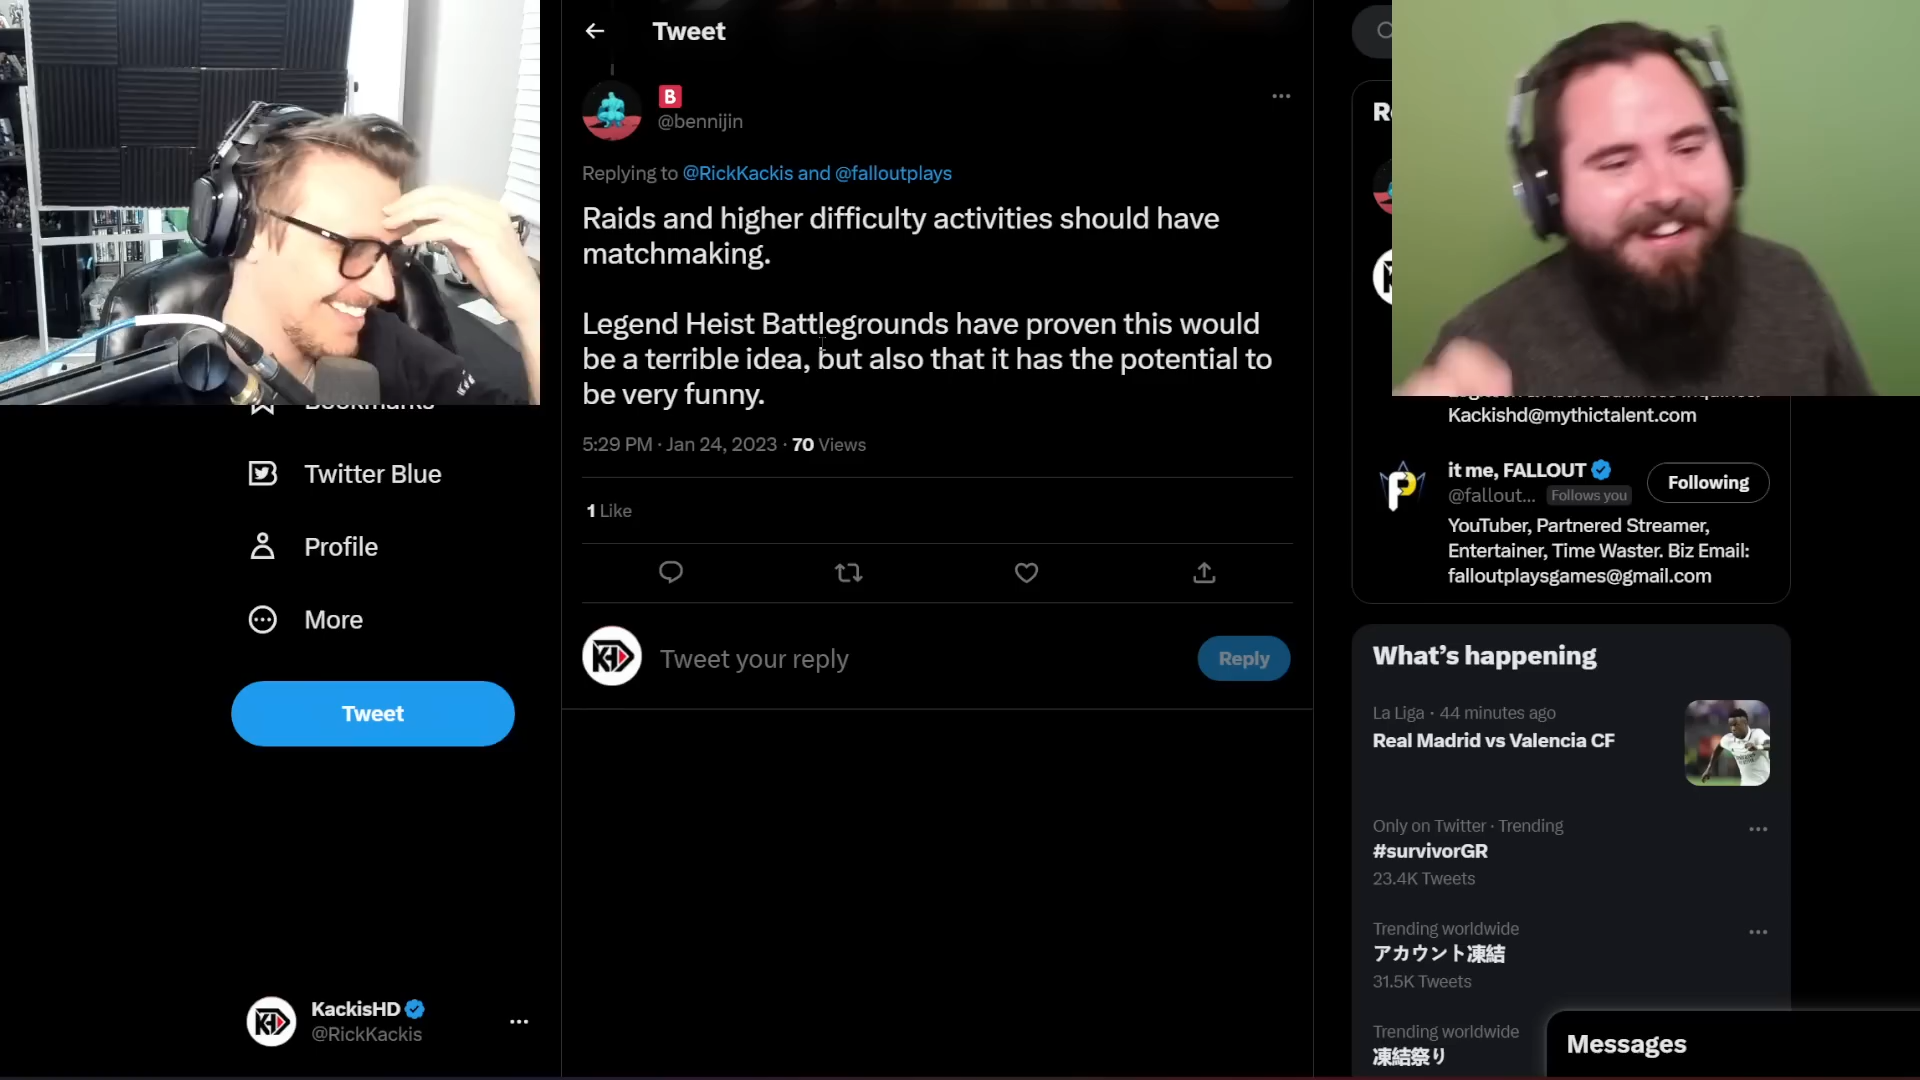 Tweet
B
@bennijin
Replying to @RickKackis and @falloutplays
Raids and higher difficulty activities should have
matchmaking.
Legend Heist Battlegrounds have proven this would
be a terrible idea, but also that it has the potential to
be very funny.
5:29 PM · Jan 24, 2023 · 70 Views
1 Like
Tweet your reply
Reply
Bookmarks
Twitter Blue
Profile
More
Tweet
KackisHD
@RickKackis
Kackishd@mythictalent.com
it me, FALLOUT
@fallout... Follows you
Following
YouTuber, Partnered Streamer,
Entertainer, Time Waster. Biz Email:
falloutplaysgames@gmail.com
What's happening
La Liga · 44 minutes ago
Real Madrid vs Valencia CF
Only on Twitter · Trending
#survivorGR
23.4K Tweets
Trending worldwide
アカウント凍結
31.5K Tweets
Trending worldwide
凍結祭り
Messages